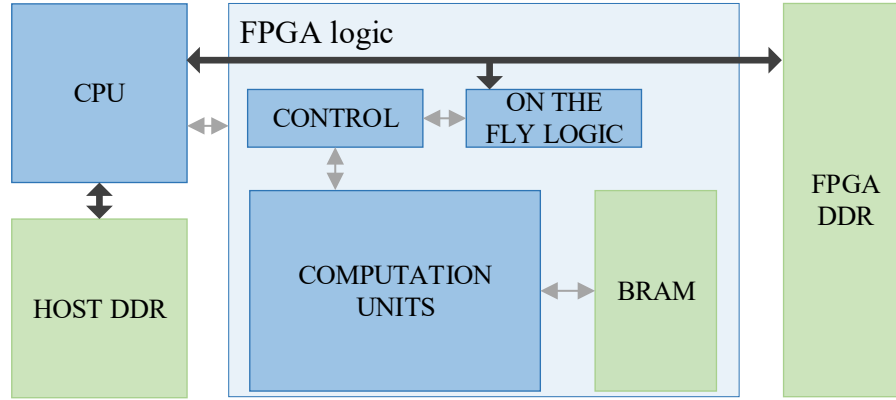 FPGA logic
CPU
CONTROL
ON THE
FLY LOGIC
FPGA
DDR
HOST DDR
COMPUTATION
UNITS
BRAM